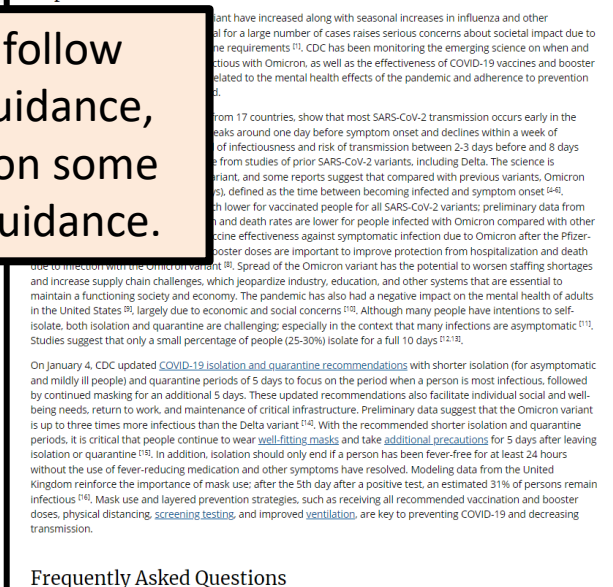 follow
uidance,
on some
uidance.
iant have increased along with seasonal increases in influenza and other
al for a large number of cases raises serious concerns about societal impact due to
ne requirements [1]. CDC has been monitoring the emerging science on when and
ctious with Omicron, as well as the effectiveness of COVID-19 vaccines and booster
elated to the mental health effects of the pandemic and adherence to prevention
d.
rom 17 countries, show that most SARS-CoV-2 transmission occurs early in the
eaks around one day before symptom onset and declines within a week of
of infectiousness and risk of transmission between 2-3 days before and 8 days
e from studies of prior SARS-CoV-2 variants, including Delta. The science is
ariant, and some reports suggest that compared with previous variants, Omicron
ys), defined as the time between becoming infected and symptom onset [4-6].
ch lower for vaccinated people for all SARS-CoV-2 variants; preliminary data from
n and death rates are lower for people infected with Omicron compared with other
ccine effectiveness against symptomatic infection due to Omicron after the Pfizer-
ooster doses are important to improve protection from hospitalization and death
due to infection with the Omicron variant [8]. Spread of the Omicron variant has the potential to worsen staffing shortages
and increase supply chain challenges, which jeopardize industry, education, and other systems that are essential to
maintain a functioning society and economy. The pandemic has also had a negative impact on the mental health of adults
in the United States [9], largely due to economic and social concerns [10]. Although many people have intentions to self-
isolate, both isolation and quarantine are challenging; especially in the context that many infections are asymptomatic [11].
Studies suggest that only a small percentage of people (25-30%) isolate for a full 10 days [12,13].
On January 4, CDC updated COVID-19 isolation and quarantine recommendations with shorter isolation (for asymptomatic
and mildly ill people) and quarantine periods of 5 days to focus on the period when a person is most infectious, followed
by continued masking for an additional 5 days. These updated recommendations also facilitate individual social and well-
being needs, return to work, and maintenance of critical infrastructure. Preliminary data suggest that the Omicron variant
is up to three times more infectious than the Delta variant [14]. With the recommended shorter isolation and quarantine
periods, it is critical that people continue to wear well-fitting masks and take additional precautions for 5 days after leaving
isolation or quarantine [15]. In addition, isolation should only end if a person has been fever-free for at least 24 hours
without the use of fever-reducing medication and other symptoms have resolved. Modeling data from the United
Kingdom reinforce the importance of mask use; after the 5th day after a positive test, an estimated 31% of persons remain
infectious [16]. Mask use and layered prevention strategies, such as receiving all recommended vaccination and booster
doses, physical distancing, screening testing, and improved ventilation, are key to preventing COVID-19 and decreasing
transmission.
Frequently Asked Questions